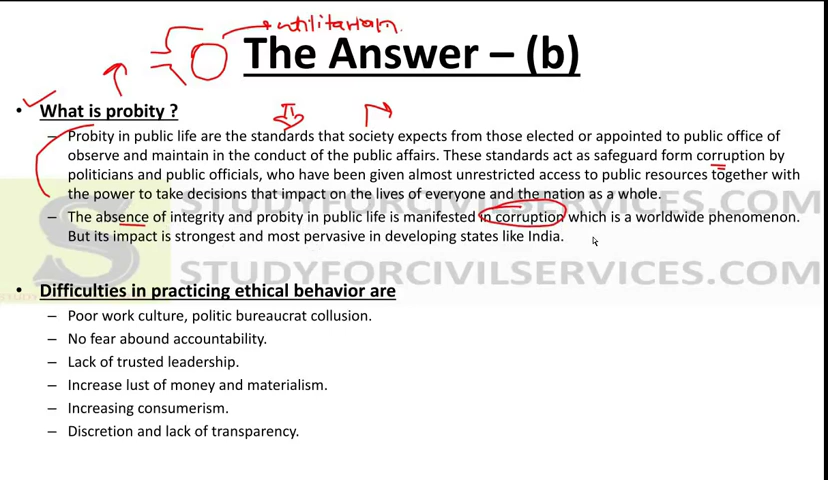 utilitarian.
The Answer – (b)
• What is probity ?
– Probity in public life are the standards that society expects from those elected or appointed to public office of
observe and maintain in the conduct of the public affairs. These standards act as safeguard form corruption by
politicians and public officials, who have been given almost unrestricted access to public resources together with
the power to take decisions that impact on the lives of everyone and the nation as a whole.
– The absence of integrity and probity in public life is manifested in corruption which is a worldwide phenomenon.
But its impact is strongest and most pervasive in developing states like India.
STUDYFORCIVILSERVICES.COM
STUDYFORCIVILSERVICES.COM
• Difficulties in practicing ethical behavior are
– Poor work culture, politic bureaucrat collusion.
– No fear abound accountability.
– Lack of trusted leadership.
– Increase lust of money and materialism.
– Increasing consumerism.
– Discretion and lack of transparency.